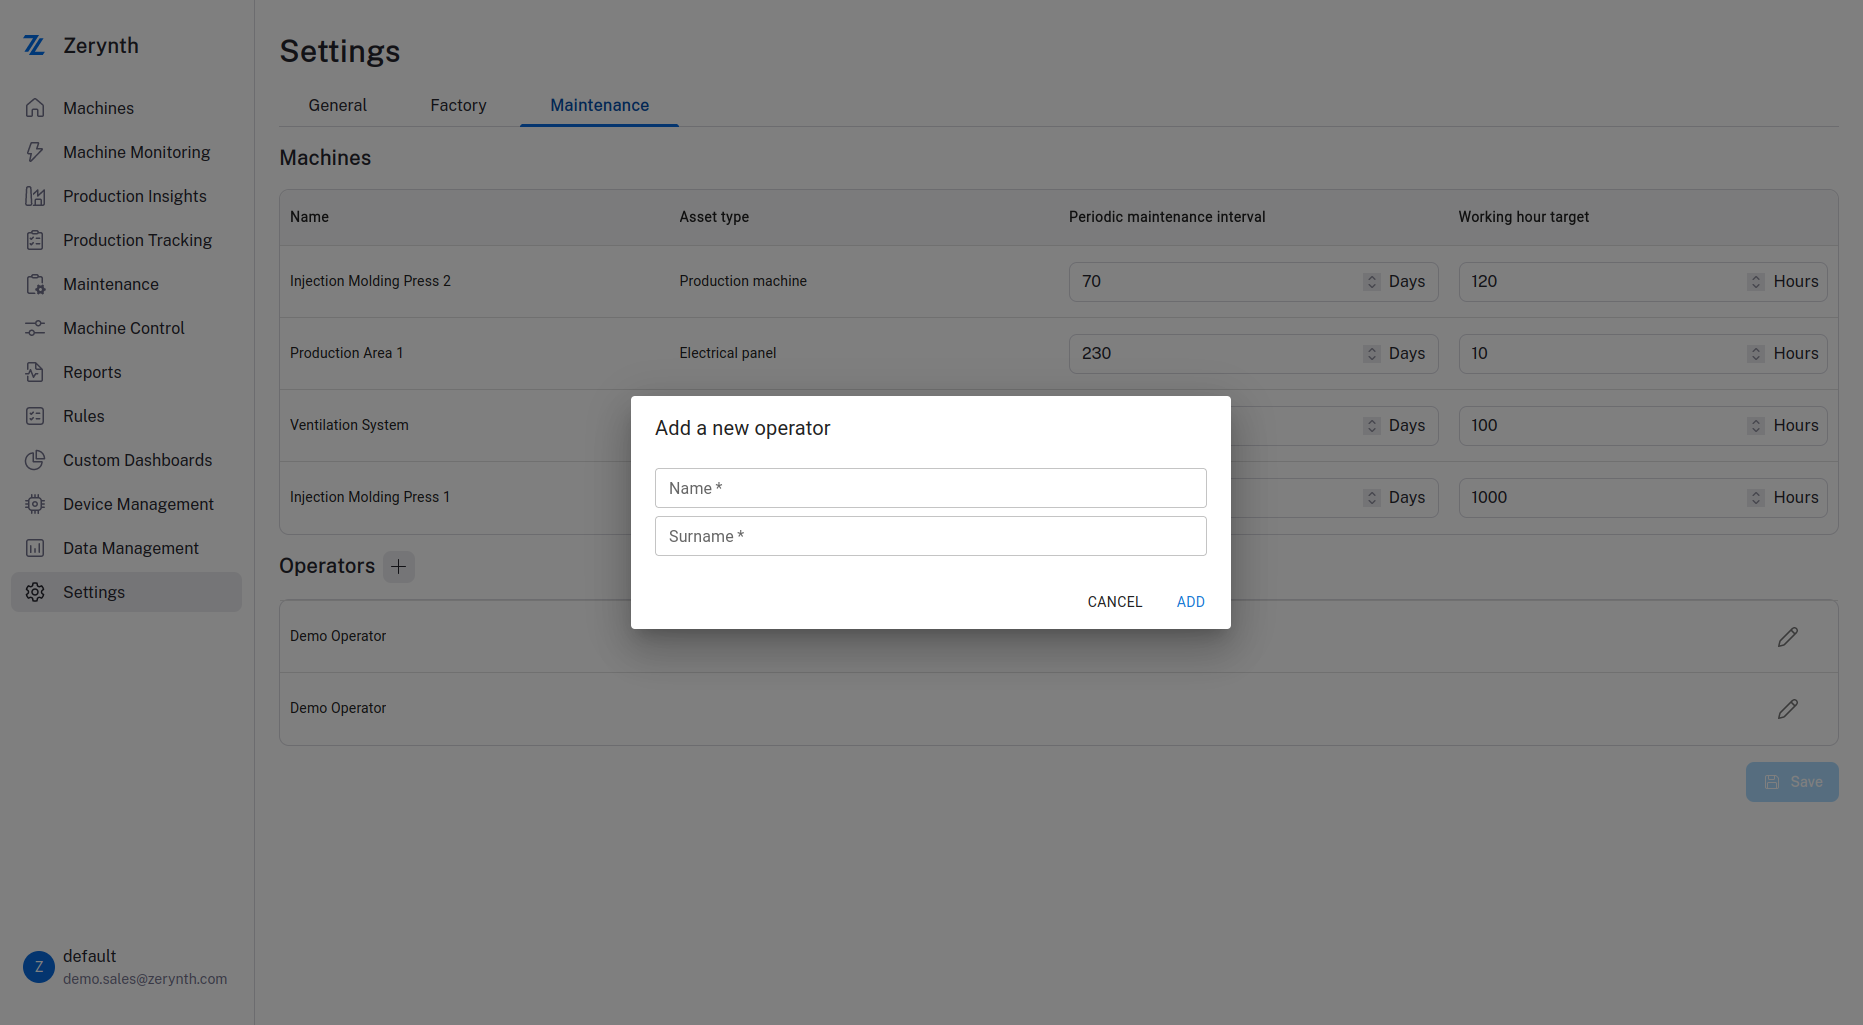 Zerynth
Machines
Machine Monitoring
Production Insights
Production Tracking
Maintenance
Machine Control
Reports
Rules
Custom Dashboards
Device Management
Data Management
Settings
Z
default
demo.sales@zerynth.com
Settings
General Factory Maintenance
Machines
Name Asset type Periodic maintenance interval Working hour target
Injection Molding Press 2 Production machine 70 Days 120 Hours
Production Area 1 Electrical panel 230 Days 10 Hours
Ventilation System Days 100 Hours
Injection Molding Press 1 Days 1000 Hours
Operators
Demo Operator
Demo Operator
Save
Add a new operator
Name *
Surname *
CANCEL ADD